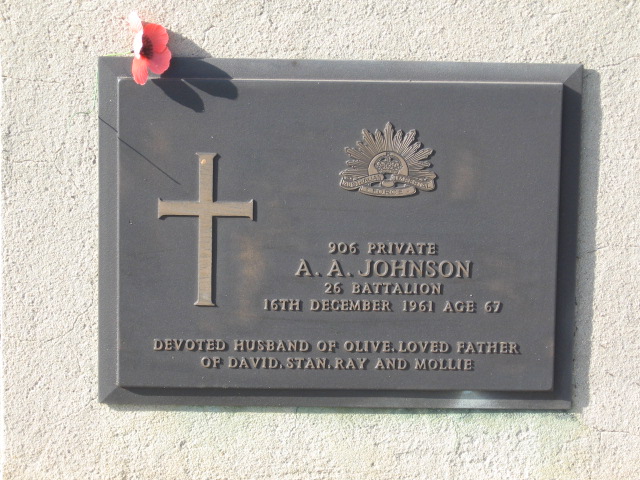 906 PRIVATE
A. A. JOHNSON
26 BATTALION
16TH DECEMBER 1961 AGE 67
DEVOTED HUSBAND OF OLIVE. LOVED FATHER
OF DAVID. STAN. RAY AND MOLLIE